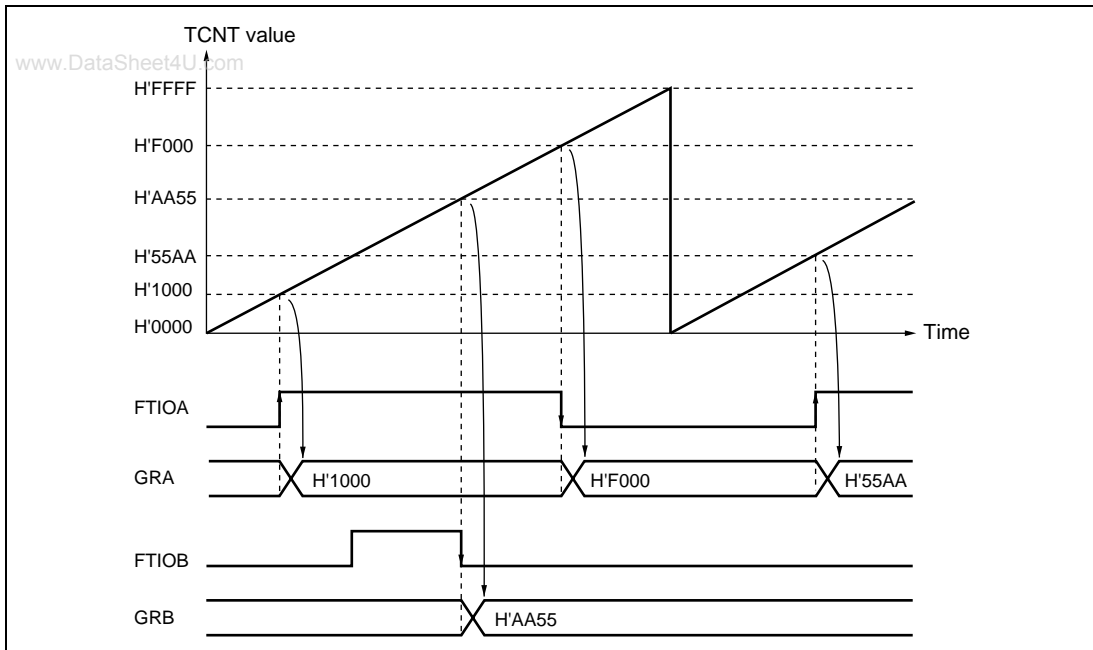 TCNT value
www.DataSheet4U.com
H'FFFF
H'F000
H'AA55
H'55AA
H'1000
H'0000
Time
FTIOA
GRA
H'1000
H'F000
H'55AA
FTIOB
GRB
H'AA55